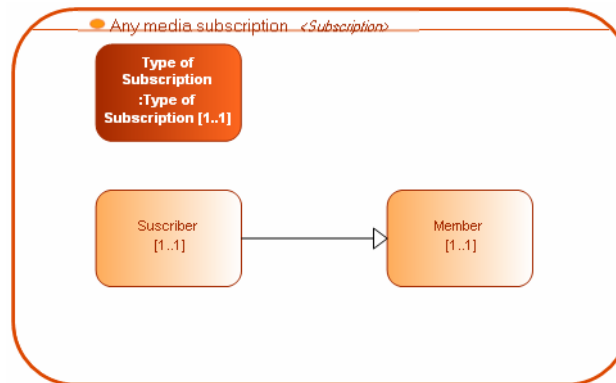 Any media subscription <Subscription>
Type of
Subscription
:Type of
Subscription [1..1]
Suscriber
[1..1]
Member
[1..1]